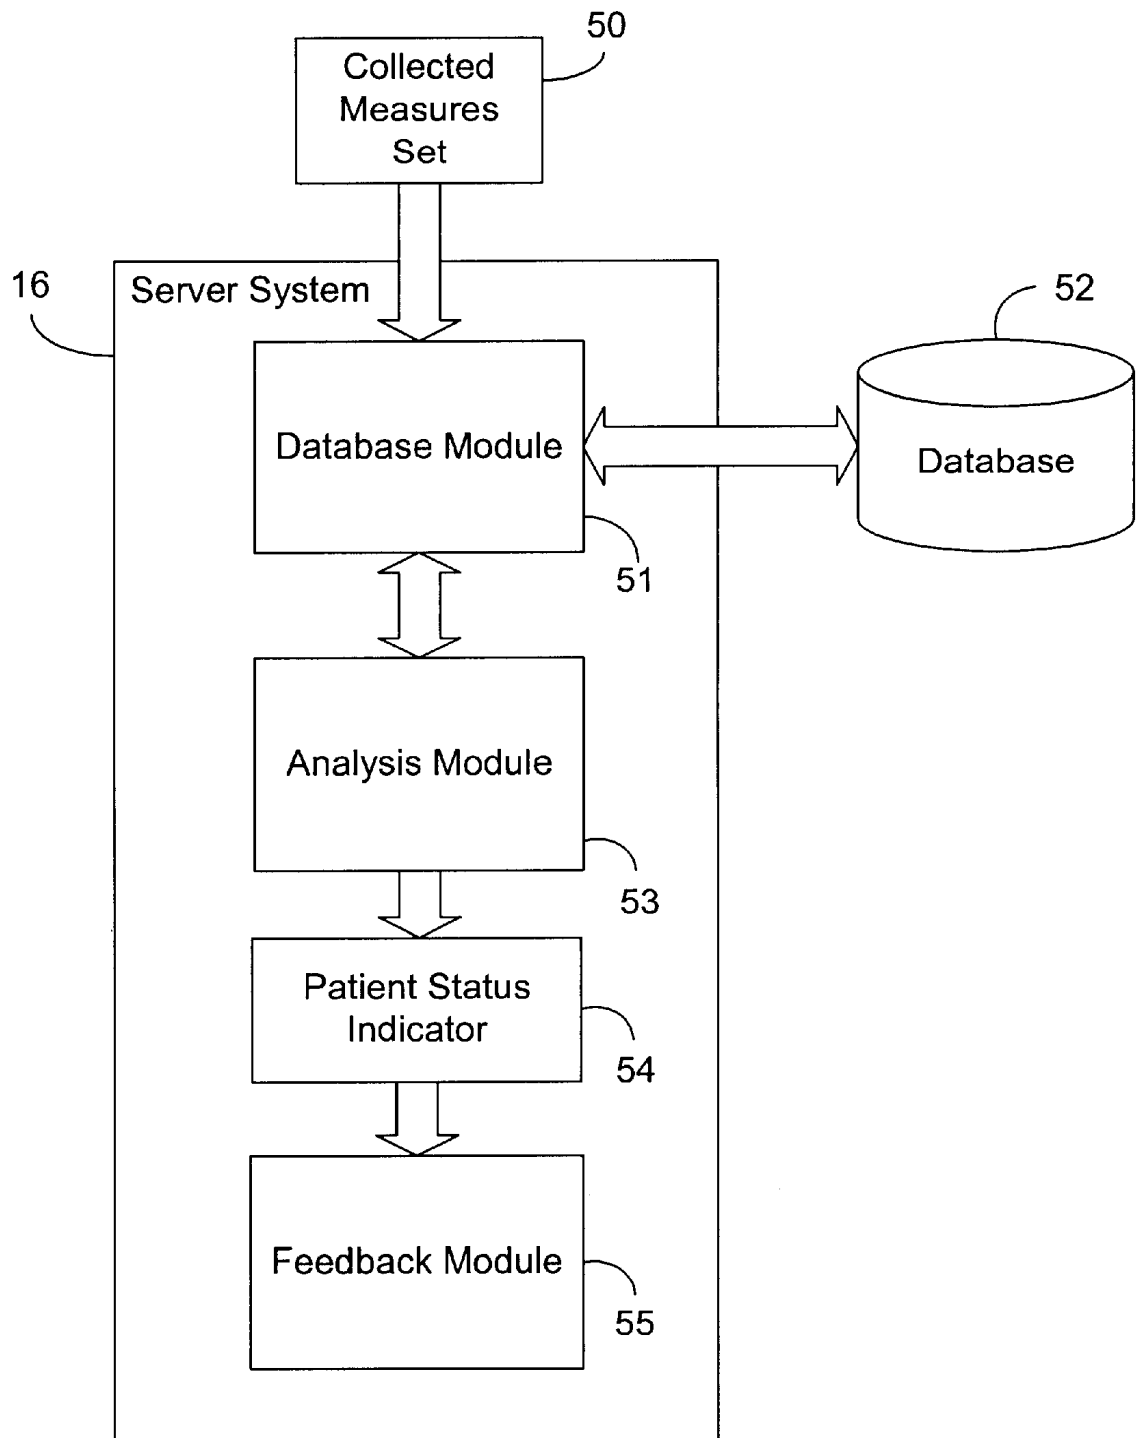 50
Collected
Measures
Set
16
Server System
52
Database Module
Database
51
Analysis Module
53
Patient Status
Indicator
54
Feedback Module
55